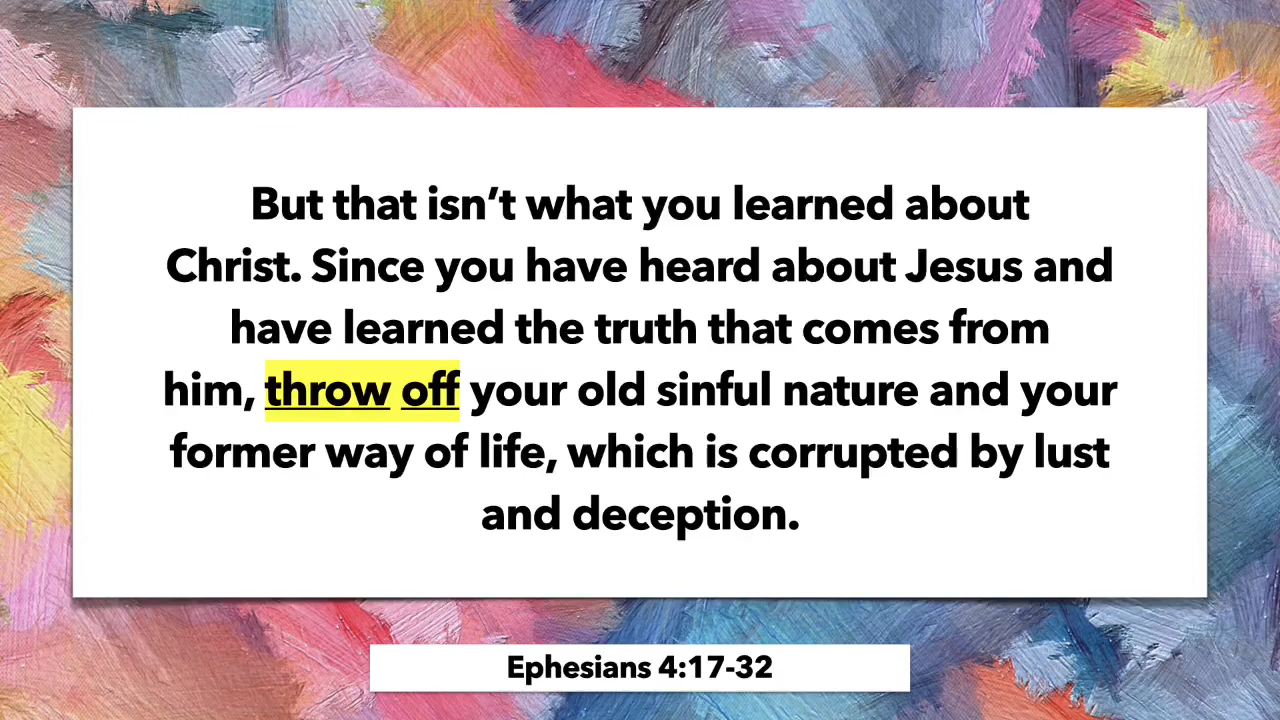 But that isn’t what you learned about
Christ. Since you have heard about Jesus and
have learned the truth that comes from
him, throw off your old sinful nature and your
former way of life, which is corrupted by lust
and deception.
Ephesians 4:17-32